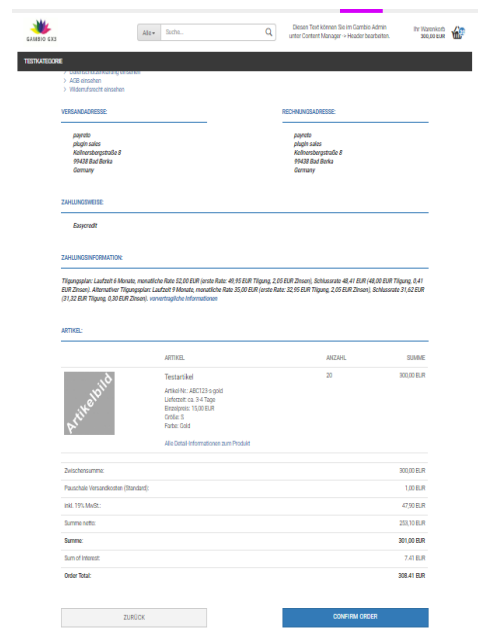 GAMBIO GX3
Alle
Suche...
Diesen Text können Sie im Gambio Admin
unter Content Manager -> Header bearbeiten.
Ihr Warenkorb
300,00 EUR
TESTKATEGORIE
> Datenschutzerklärung einsehen
> AGB einsehen
> Widerrufsrecht einsehen
VERSANDADRESSE:
payreto
plugin sales
Kellnersbergstraße 8
99438 Bad Berka
Germany
RECHNUNGSADRESSE:
payreto
plugin sales
Kellnersbergstraße 8
99438 Bad Berka
Germany
ZAHLUNGSWEISE:
Easycredit
ZAHLUNGSINFORMATION:
Tilgungsplan: Laufzeit 6 Monate, monatliche Rate 52,00 EUR (erste Rate: 49,95 EUR Tilgung, 2,05 EUR Zinsen), Schlussrate 48,41 EUR (48,00 EUR Tilgung, 0,41
EUR Zinsen). Alternativer Tilgungsplan: Laufzeit 9 Monate, monatliche Rate 35,00 EUR (erste Rate: 32,95 EUR Tilgung, 2,05 EUR Zinsen), Schlussrate 31,62 EUR
(31,32 EUR Tilgung, 0,30 EUR Zinsen). vorvertragliche Informationen
ARTIKEL:
ARTIKEL ANZAHL SUMME
Artikelbild
Testartikel 20 300,00 EUR
Artikel-Nr.: ABC123-s-gold
Lieferzeit: ca. 3-4 Tage
Einzelpreis: 15,00 EUR
Größe: S
Farbe: Gold
Alle Detail-Informationen zum Produkt
Zwischensumme: 300,00 EUR
Pauschale Versandkosten (Standard): 1,00 EUR
inkl. 19% MwSt.: 47,90 EUR
Summe netto: 253,10 EUR
Summe: 301,00 EUR
Sum of Interest: 7.41 EUR
Order Total: 308.41 EUR
ZURÜCK
CONFIRM ORDER